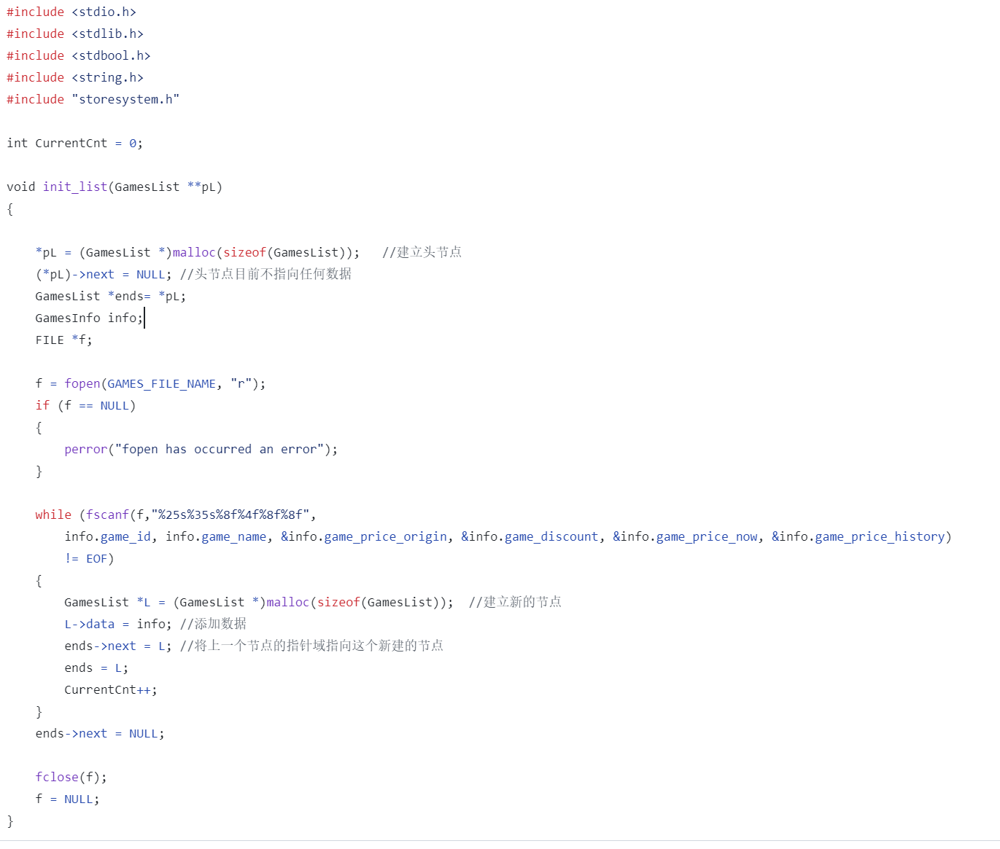 #include <stdio.h>
#include <stdlib.h>
#include <stdbool.h>
#include <string.h>
#include "storesystem.h"
int CurrentCnt = 0;
void init_list(GamesList **pL)
{
    *pL = (GamesList *)malloc(sizeof(GamesList));   //建立头节点
    (*pL)->next = NULL; //头节点目前不指向任何数据
    GamesList *ends= *pL;
    GamesInfo info;
    FILE *f;
    f = fopen(GAMES_FILE_NAME, "r");
    if (f == NULL)
    {
        perror("fopen has occurred an error");
    }
    while (fscanf(f,"%25s%35s%8f%4f%8f%8f",
        info.game_id, info.game_name, &info.game_price_origin, &info.game_discount, &info.game_price_now, &info.game_price_history)
        != EOF)
    {
        GamesList *L = (GamesList *)malloc(sizeof(GamesList));  //建立新的节点
        L->data = info; //添加数据
        ends->next = L; //将上一个节点的指针域指向这个新建的节点
        ends = L;
        CurrentCnt++;
    }
    ends->next = NULL;
    fclose(f);
    f = NULL;
}